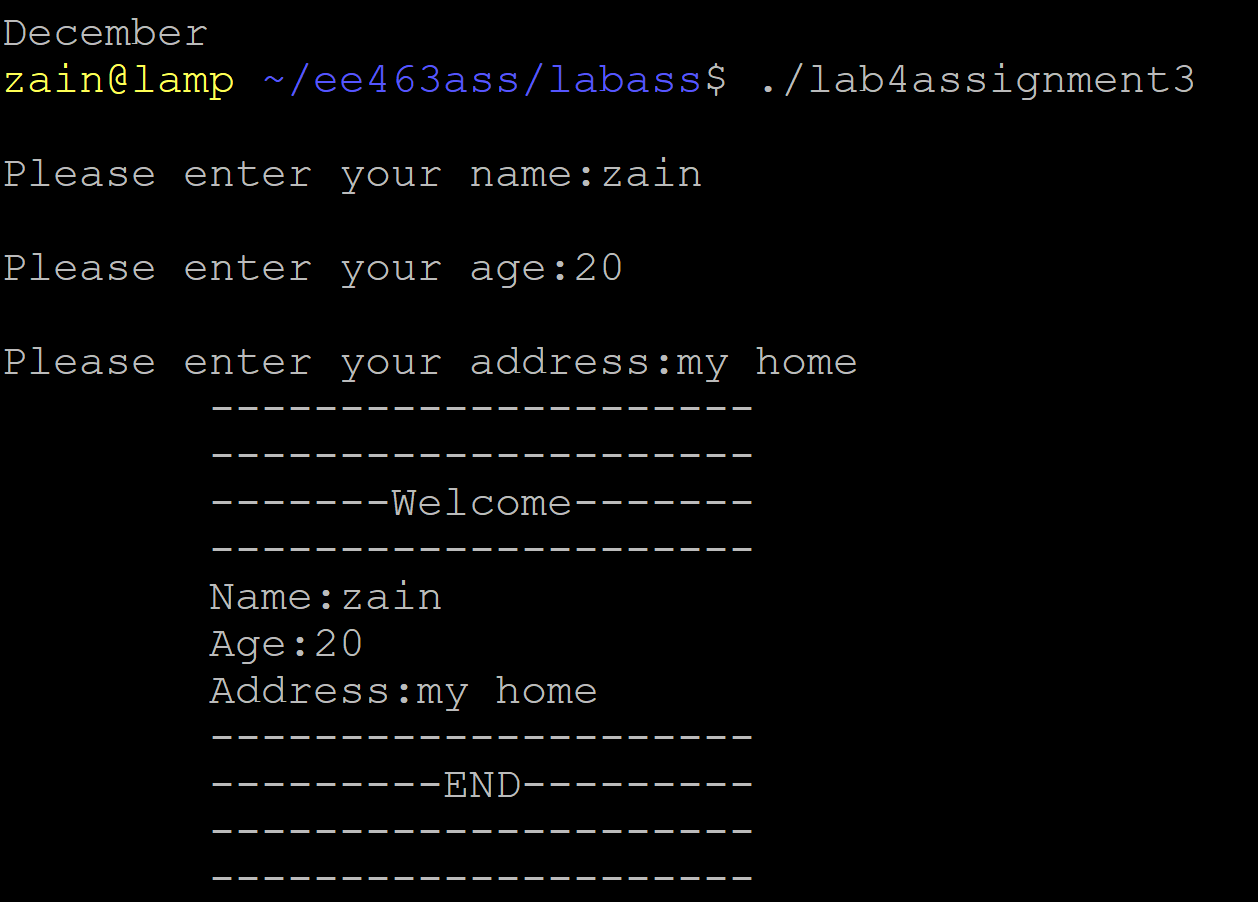 December
zain@lamp ~/ee463ass/labass$ ./lab4assignment3
Please enter your name:zain
Please enter your age:20
Please enter your address:my home
---------------------
---------------------
-------Welcome-------
---------------------
Name:zain
Age:20
Address:my home
---------------------
---------END---------
---------------------
---------------------